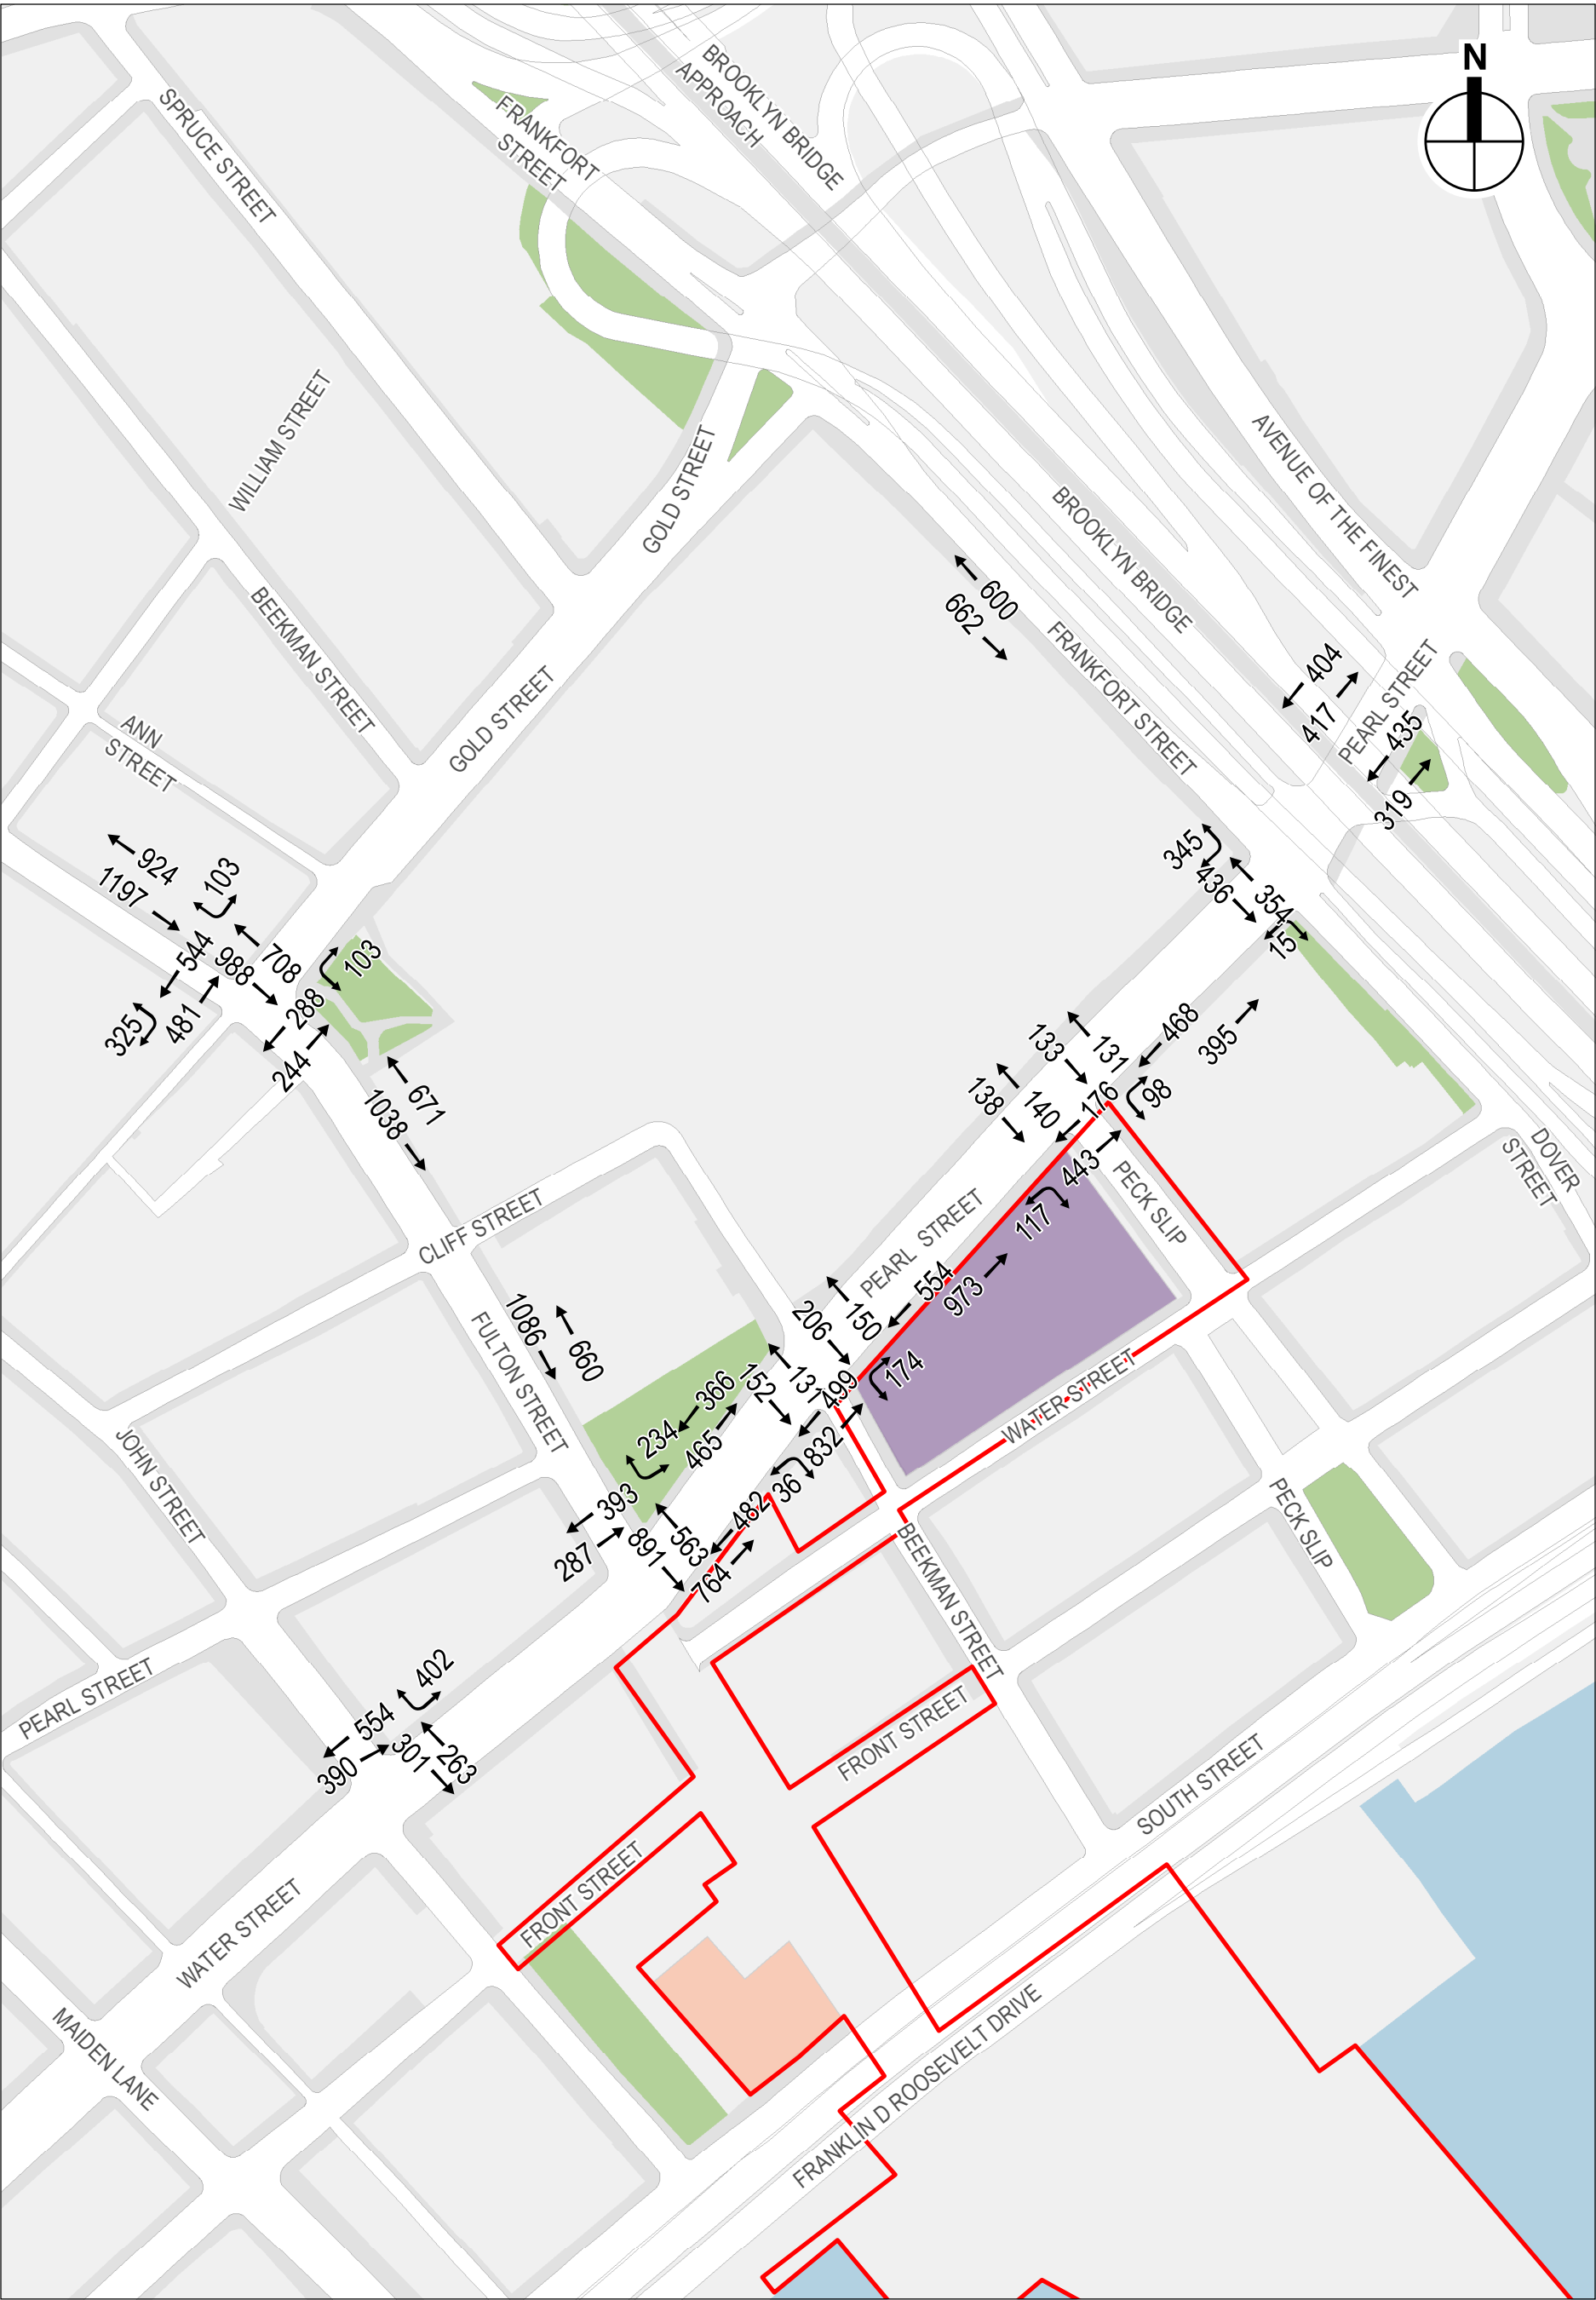 N
BROOKLYN BRIDGE
APPROACH
FRANKFORT
STREET
SPRUCE STREET
WILLIAM STREET
GOLD STREET
AVENUE OF THE FINEST
BROOKLYN BRIDGE
600
662
FRANKFORT STREET
BEEKMAN STREET
GOLD STREET
404
417
PEARL STREET
435
319
ANN
STREET
924
1197
103
544
988
708
103
325
481
288
244
345
436
354
15
671
1038
468
395
133
131
138
140
176
98
443
117
PECK SLIP
DOVER
STREET
CLIFF STREET
PEARL STREET
554
973
206
150
1086
660
FULTON STREET
152
131
499
174
366
234
465
832
36
WATER STREET
JOHN STREET
393
287
482
563
891
764
PECK SLIP
BEEKMAN STREET
PEARL STREET
402
554
390
301
263
FRONT STREET
SOUTH STREET
FRONT STREET
WATER STREET
MAIDEN LANE
FRANKLIN D ROOSEVELT DRIVE